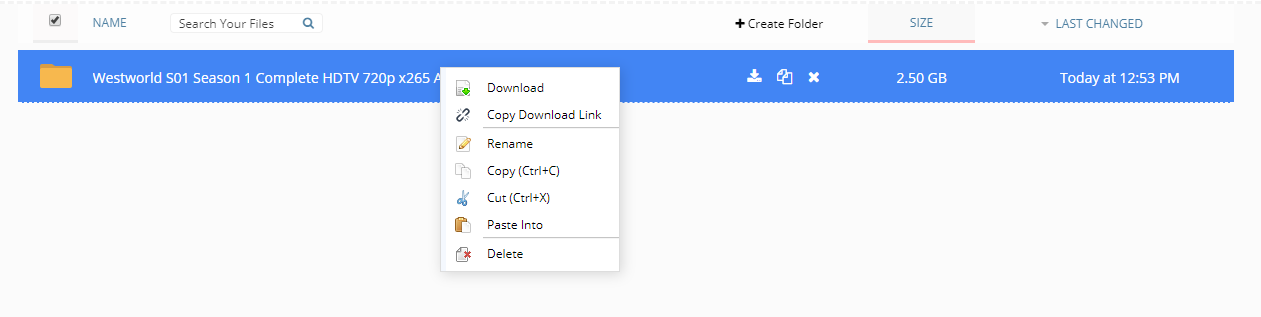 NAME Search Your Files + Create Folder SIZE LAST CHANGED
Westworld S01 Season 1 Complete HDTV 720p x265 2.50 GB Today at 12:53 PM
Download
Copy Download Link
Rename
Copy (Ctrl+C)
Cut (Ctrl+X)
Paste Into
Delete